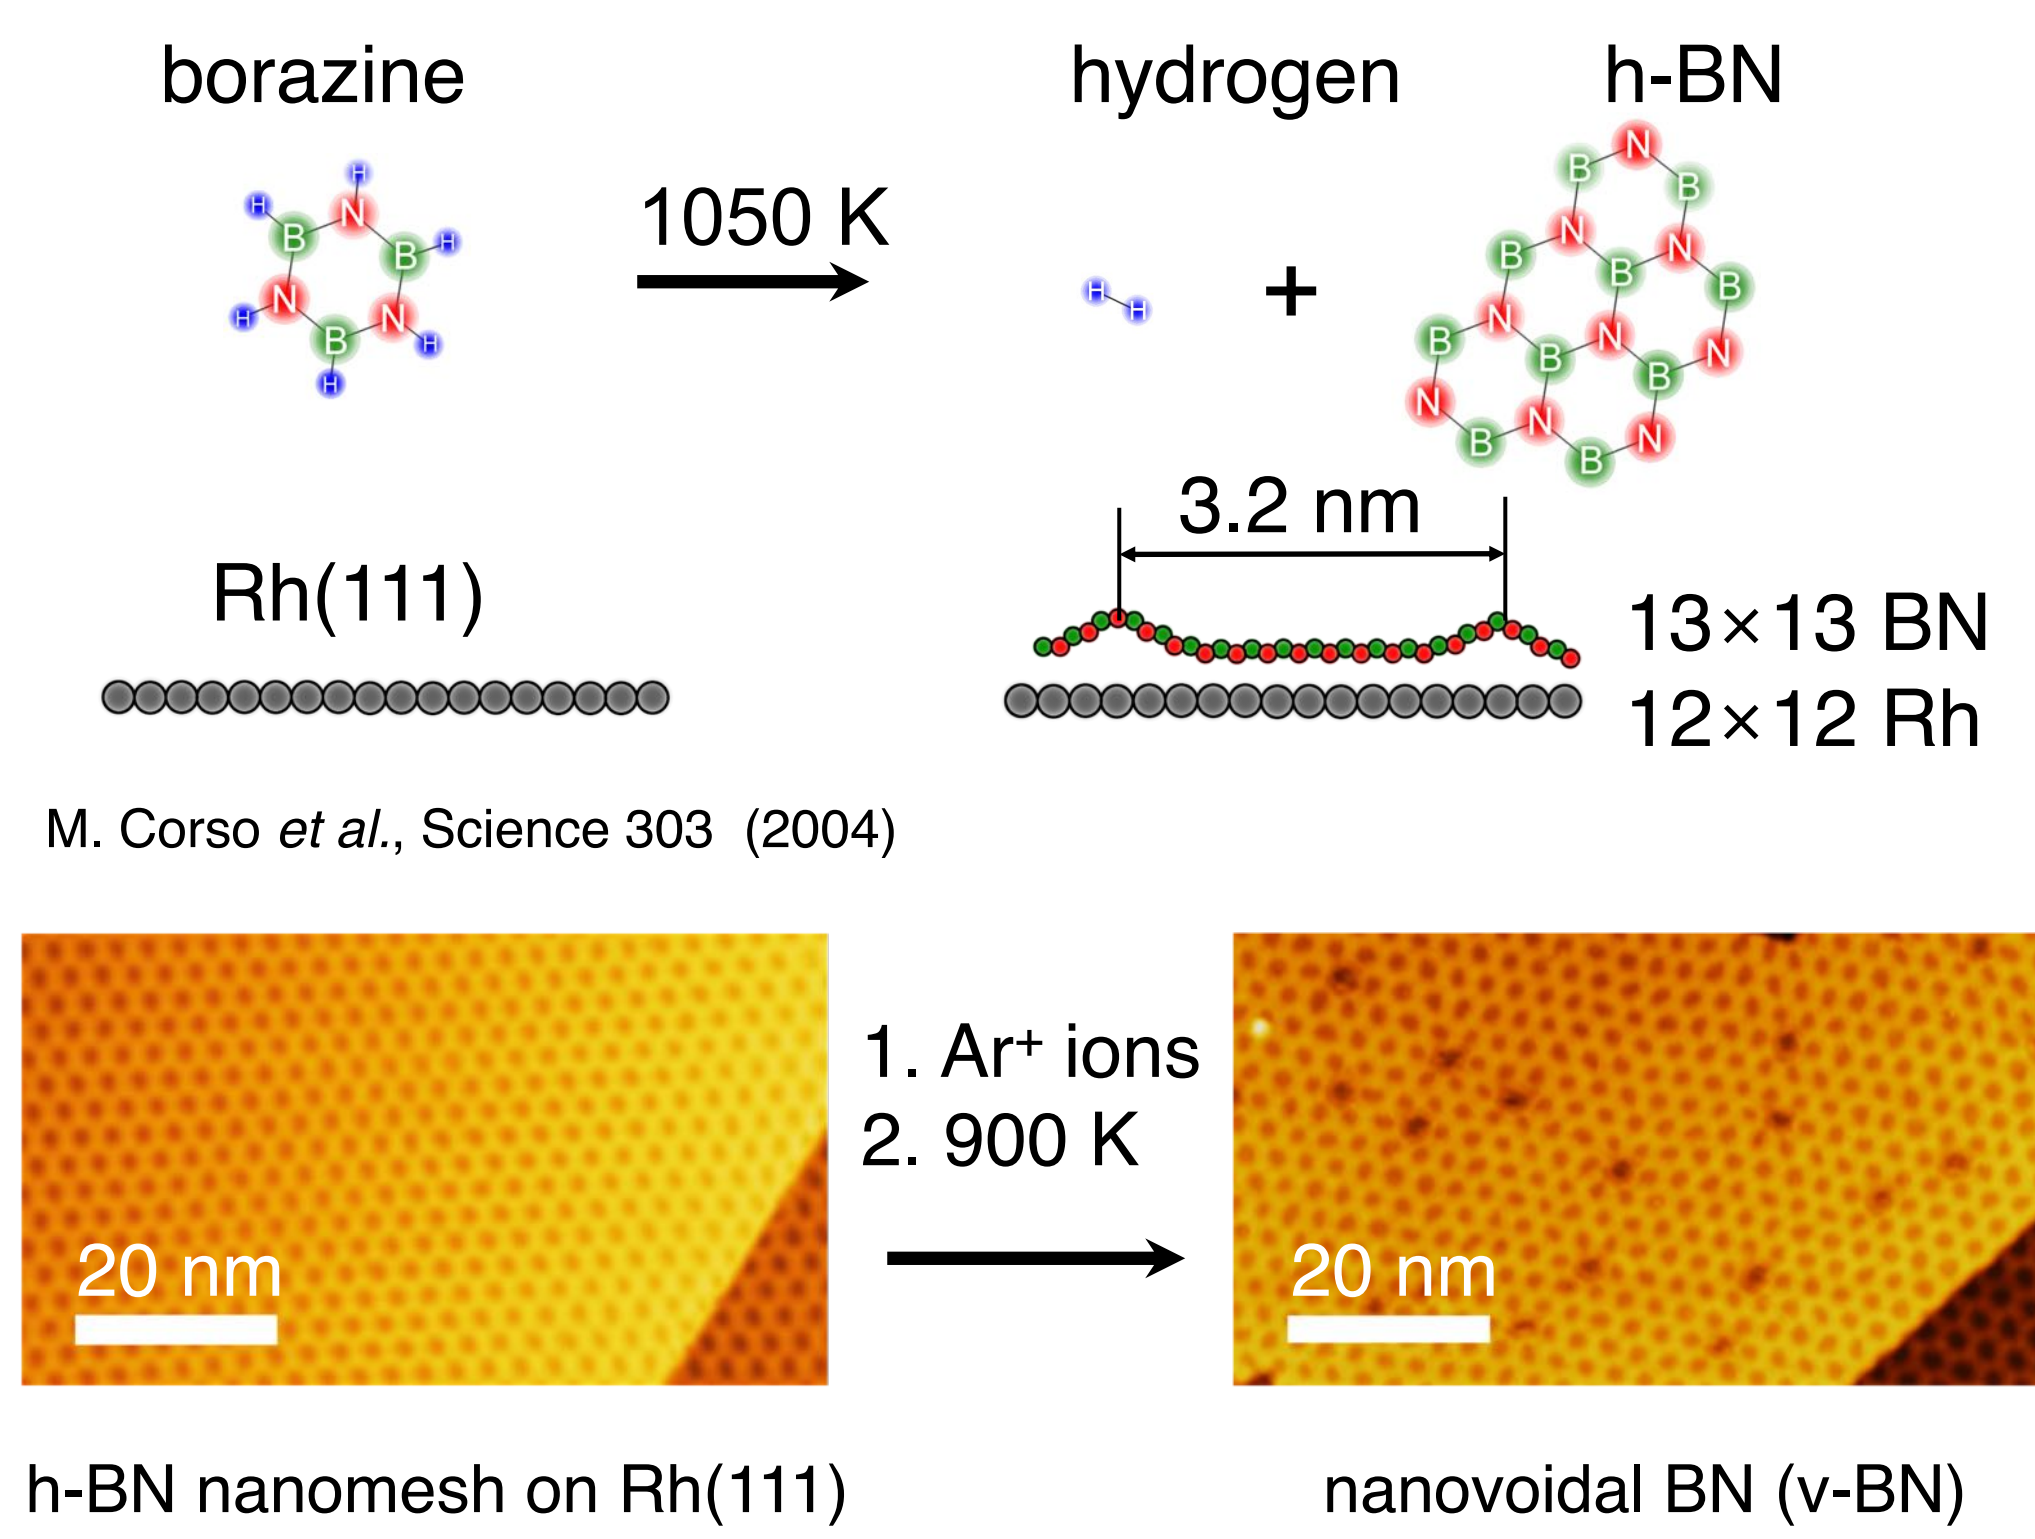 borazine
hydrogen
h-BN
H
H
N
B
B
H
N
N
H
B
H
H
1050 K
H
H
+
N
B
B
N
N
B
B
B
N
N
B
B
N
B
N
N
B
N
B
3.2 nm
Rh(111)
13×13 BN
12×12 Rh
M. Corso et al., Science 303 (2004)
1. Ar⁺ ions
2. 900 K
20 nm
20 nm
h-BN nanomesh on Rh(111)
nanovoidal BN (v-BN)